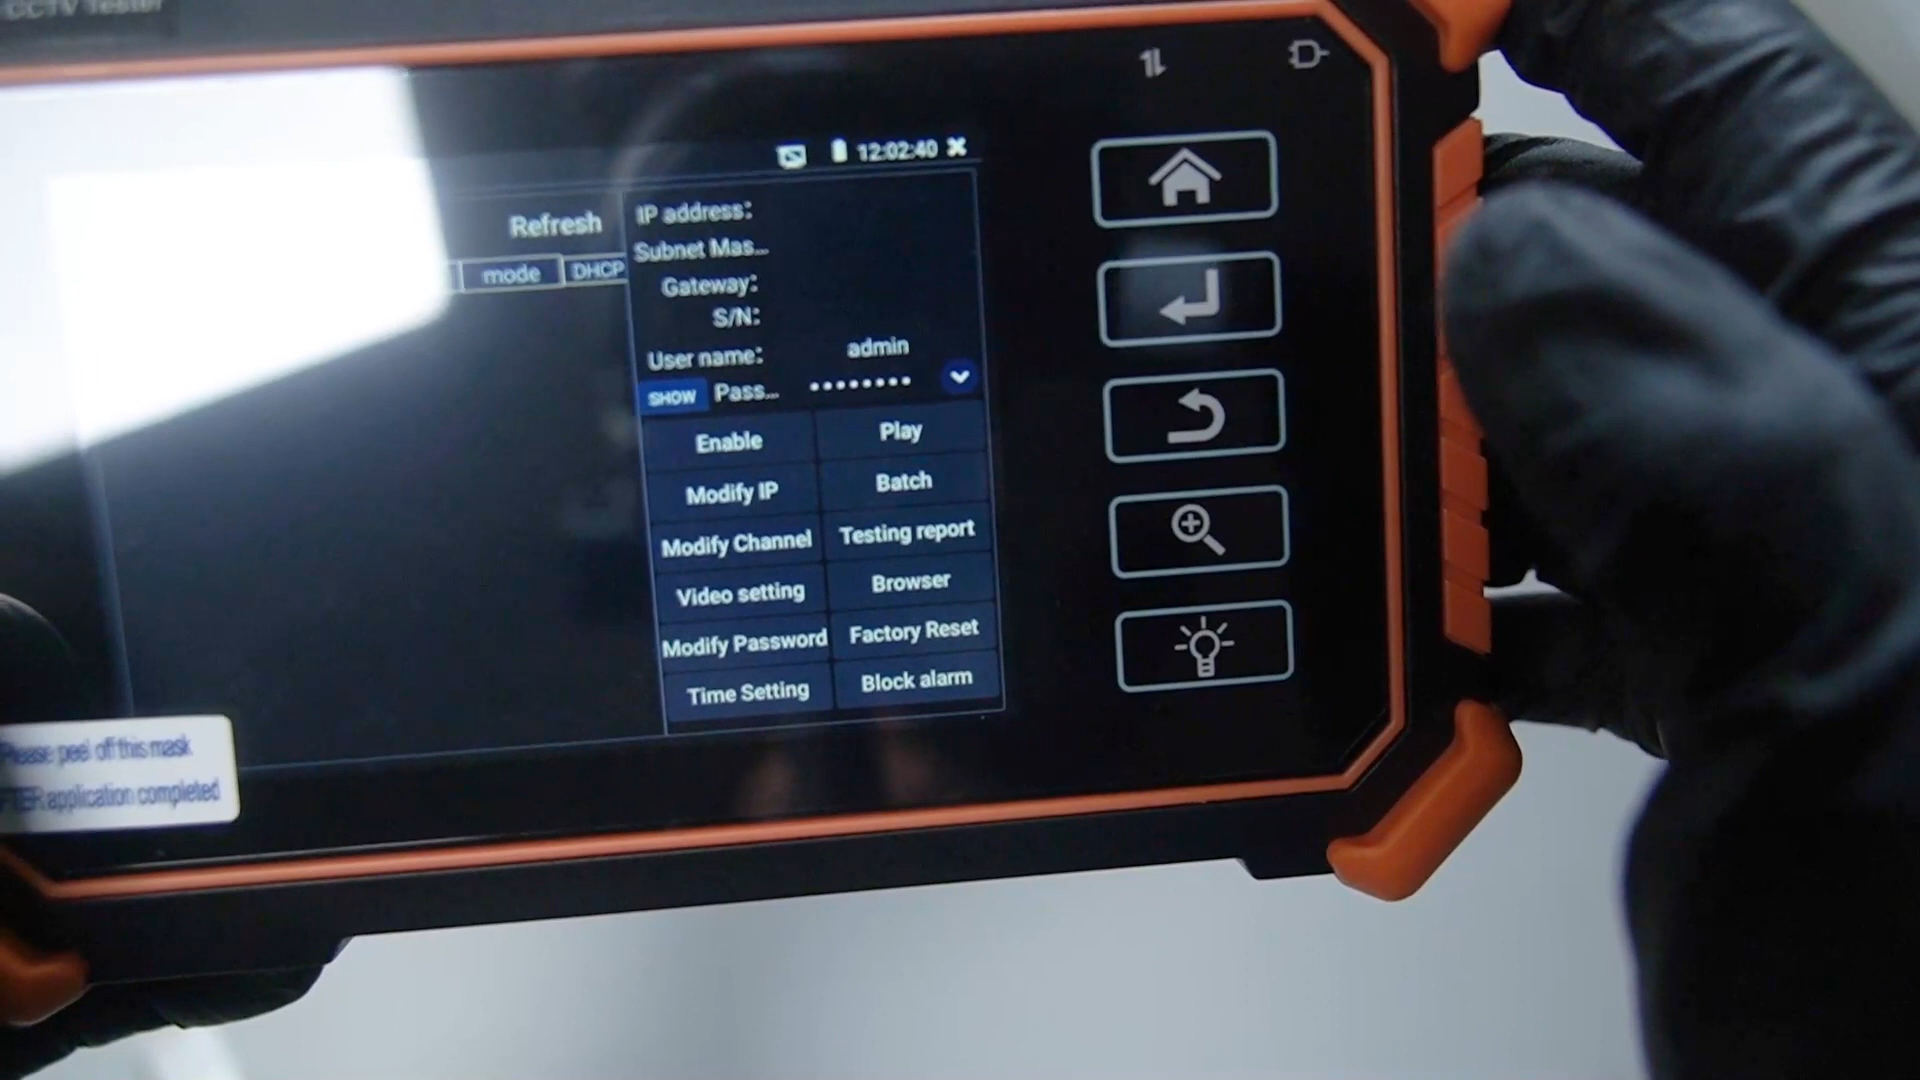 CCTV Tester
12:02:40
Refresh
mode
DHCP
IP address:
Subnet Mas...
Gateway:
S/N:
User name: admin
SHOW Pass... ••••••••
Enable
Play
Modify IP
Batch
Modify Channel
Testing report
Video setting
Browser
Modify Password
Factory Reset
Time Setting
Block alarm
Please peel off this mask
AFTER application completed